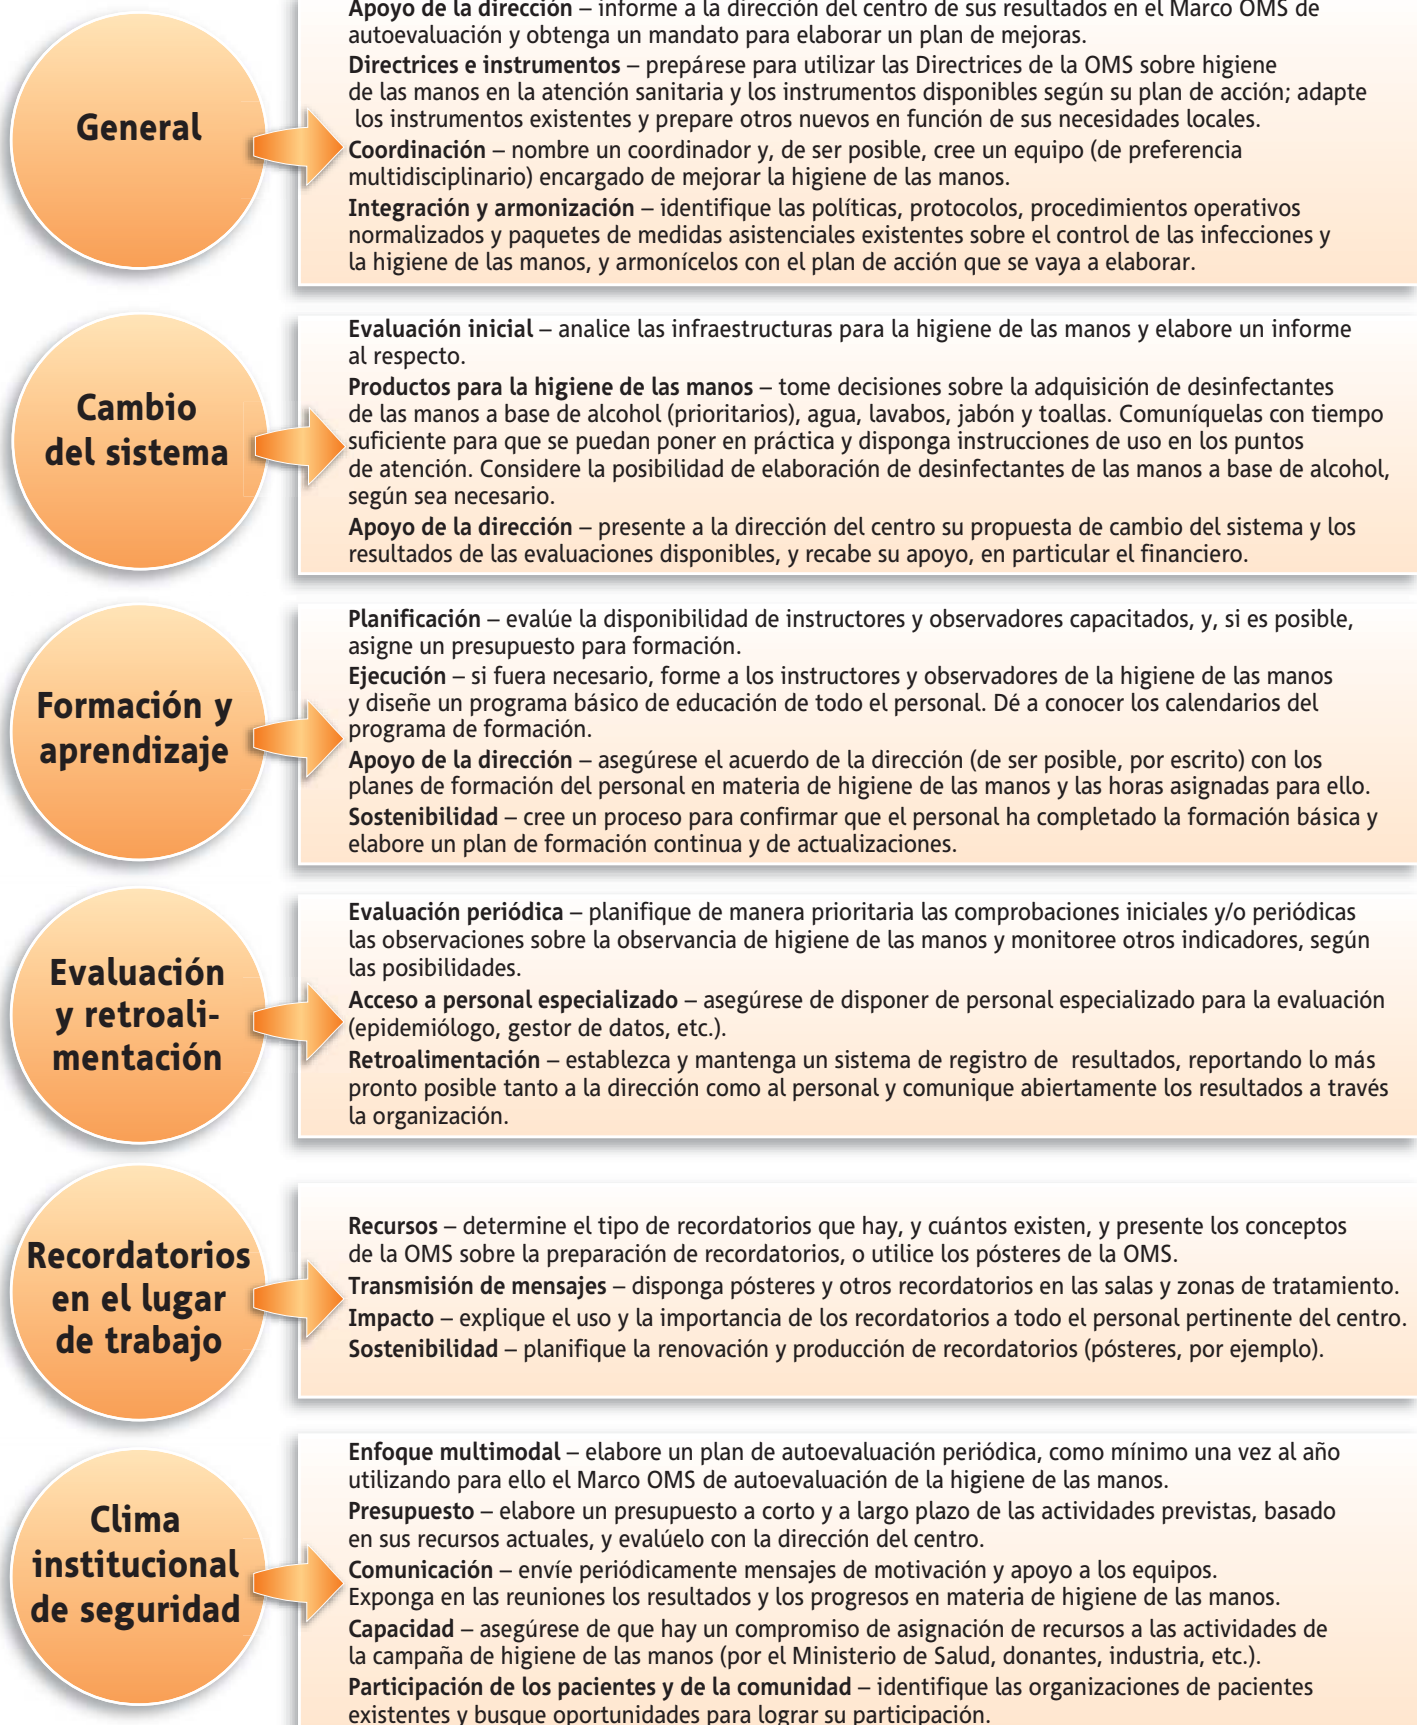 General
Apoyo de la dirección – informe a la dirección del centro de sus resultados en el Marco OMS de
autoevaluación y obtenga un mandato para elaborar un plan de mejoras.
Directrices e instrumentos – prepárese para utilizar las Directrices de la OMS sobre higiene
de las manos en la atención sanitaria y los instrumentos disponibles según su plan de acción; adapte
los instrumentos existentes y prepare otros nuevos en función de sus necesidades locales.
Coordinación – nombre un coordinador y, de ser posible, cree un equipo (de preferencia
multidisciplinario) encargado de mejorar la higiene de las manos.
Integración y armonización – identifique las políticas, protocolos, procedimientos operativos
normalizados y paquetes de medidas asistenciales existentes sobre el control de las infecciones y
la higiene de las manos, y armonícelos con el plan de acción que se vaya a elaborar.
Cambio
del sistema
Evaluación inicial – analice las infraestructuras para la higiene de las manos y elabore un informe
al respecto.
Productos para la higiene de las manos – tome decisiones sobre la adquisición de desinfectantes
de las manos a base de alcohol (prioritarios), agua, lavabos, jabón y toallas. Comuníquelas con tiempo
suficiente para que se puedan poner en práctica y disponga instrucciones de uso en los puntos
de atención. Considere la posibilidad de elaboración de desinfectantes de las manos a base de alcohol,
según sea necesario.
Apoyo de la dirección – presente a la dirección del centro su propuesta de cambio del sistema y los
resultados de las evaluaciones disponibles, y recabe su apoyo, en particular el financiero.
Formación y
aprendizaje
Planificación – evalúe la disponibilidad de instructores y observadores capacitados, y, si es posible,
asigne un presupuesto para formación.
Ejecución – si fuera necesario, forme a los instructores y observadores de la higiene de las manos
y diseñe un programa básico de educación de todo el personal. Dé a conocer los calendarios del
programa de formación.
Apoyo de la dirección – asegúrese el acuerdo de la dirección (de ser posible, por escrito) con los
planes de formación del personal en materia de higiene de las manos y las horas asignadas para ello.
Sostenibilidad – cree un proceso para confirmar que el personal ha completado la formación básica y
elabore un plan de formación continua y de actualizaciones.
Evaluación
y retroali-
mentación
Evaluación periódica – planifique de manera prioritaria las comprobaciones iniciales y/o periódicas
las observaciones sobre la observancia de higiene de las manos y monitoree otros indicadores, según
las posibilidades.
Acceso a personal especializado – asegúrese de disponer de personal especializado para la evaluación
(epidemiólogo, gestor de datos, etc.).
Retroalimentación – establezca y mantenga un sistema de registro de resultados, reportando lo más
pronto posible tanto a la dirección como al personal y comunique abiertamente los resultados a través
la organización.
Recordatorios
en el lugar
de trabajo
Recursos – determine el tipo de recordatorios que hay, y cuántos existen, y presente los conceptos
de la OMS sobre la preparación de recordatorios, o utilice los pósteres de la OMS.
Transmisión de mensajes – disponga pósteres y otros recordatorios en las salas y zonas de tratamiento.
Impacto – explique el uso y la importancia de los recordatorios a todo el personal pertinente del centro.
Sostenibilidad – planifique la renovación y producción de recordatorios (pósteres, por ejemplo).
Clima
institucional
de seguridad
Enfoque multimodal – elabore un plan de autoevaluación periódica, como mínimo una vez al año
utilizando para ello el Marco OMS de autoevaluación de la higiene de las manos.
Presupuesto – elabore un presupuesto a corto y a largo plazo de las actividades previstas, basado
en sus recursos actuales, y evalúelo con la dirección del centro.
Comunicación – envíe periódicamente mensajes de motivación y apoyo a los equipos.
Exponga en las reuniones los resultados y los progresos en materia de higiene de las manos.
Capacidad – asegúrese de que hay un compromiso de asignación de recursos a las actividades de
la campaña de higiene de las manos (por el Ministerio de Salud, donantes, industria, etc.).
Participación de los pacientes y de la comunidad – identifique las organizaciones de pacientes
existentes y busque oportunidades para lograr su participación.